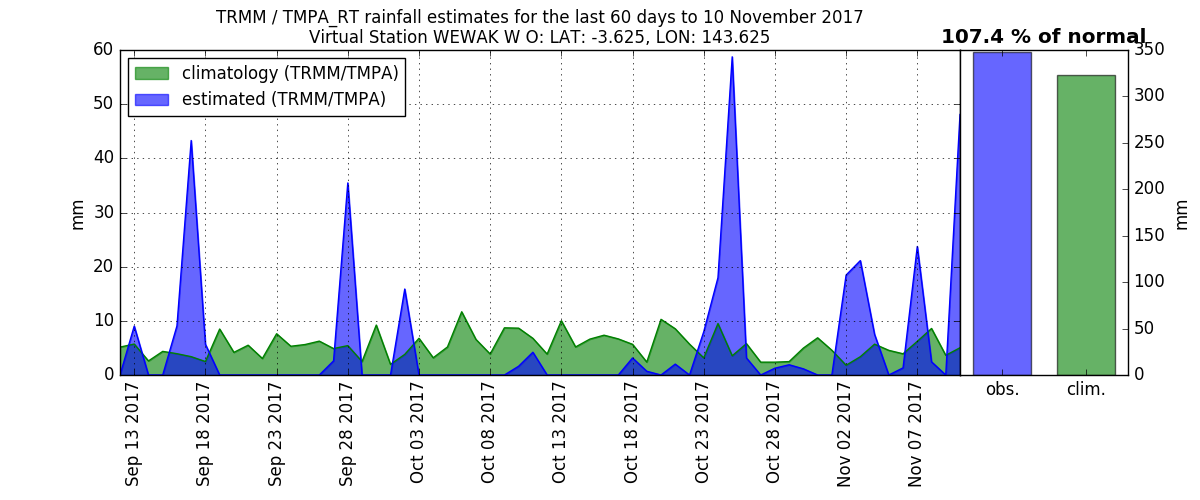 TRMM / TMPA_RT rainfall estimates for the last 60 days to 10 November 2017
Virtual Station WEWAK W O: LAT: -3.625, LON: 143.625
107.4 % of normal
climatology (TRMM/TMPA)
estimated (TRMM/TMPA)
60
50
40
30
20
10
0
mm
350
300
250
200
150
100
50
0
mm
Sep 13 2017
Sep 18 2017
Sep 23 2017
Sep 28 2017
Oct 03 2017
Oct 08 2017
Oct 13 2017
Oct 18 2017
Oct 23 2017
Oct 28 2017
Nov 02 2017
Nov 07 2017
obs.
clim.